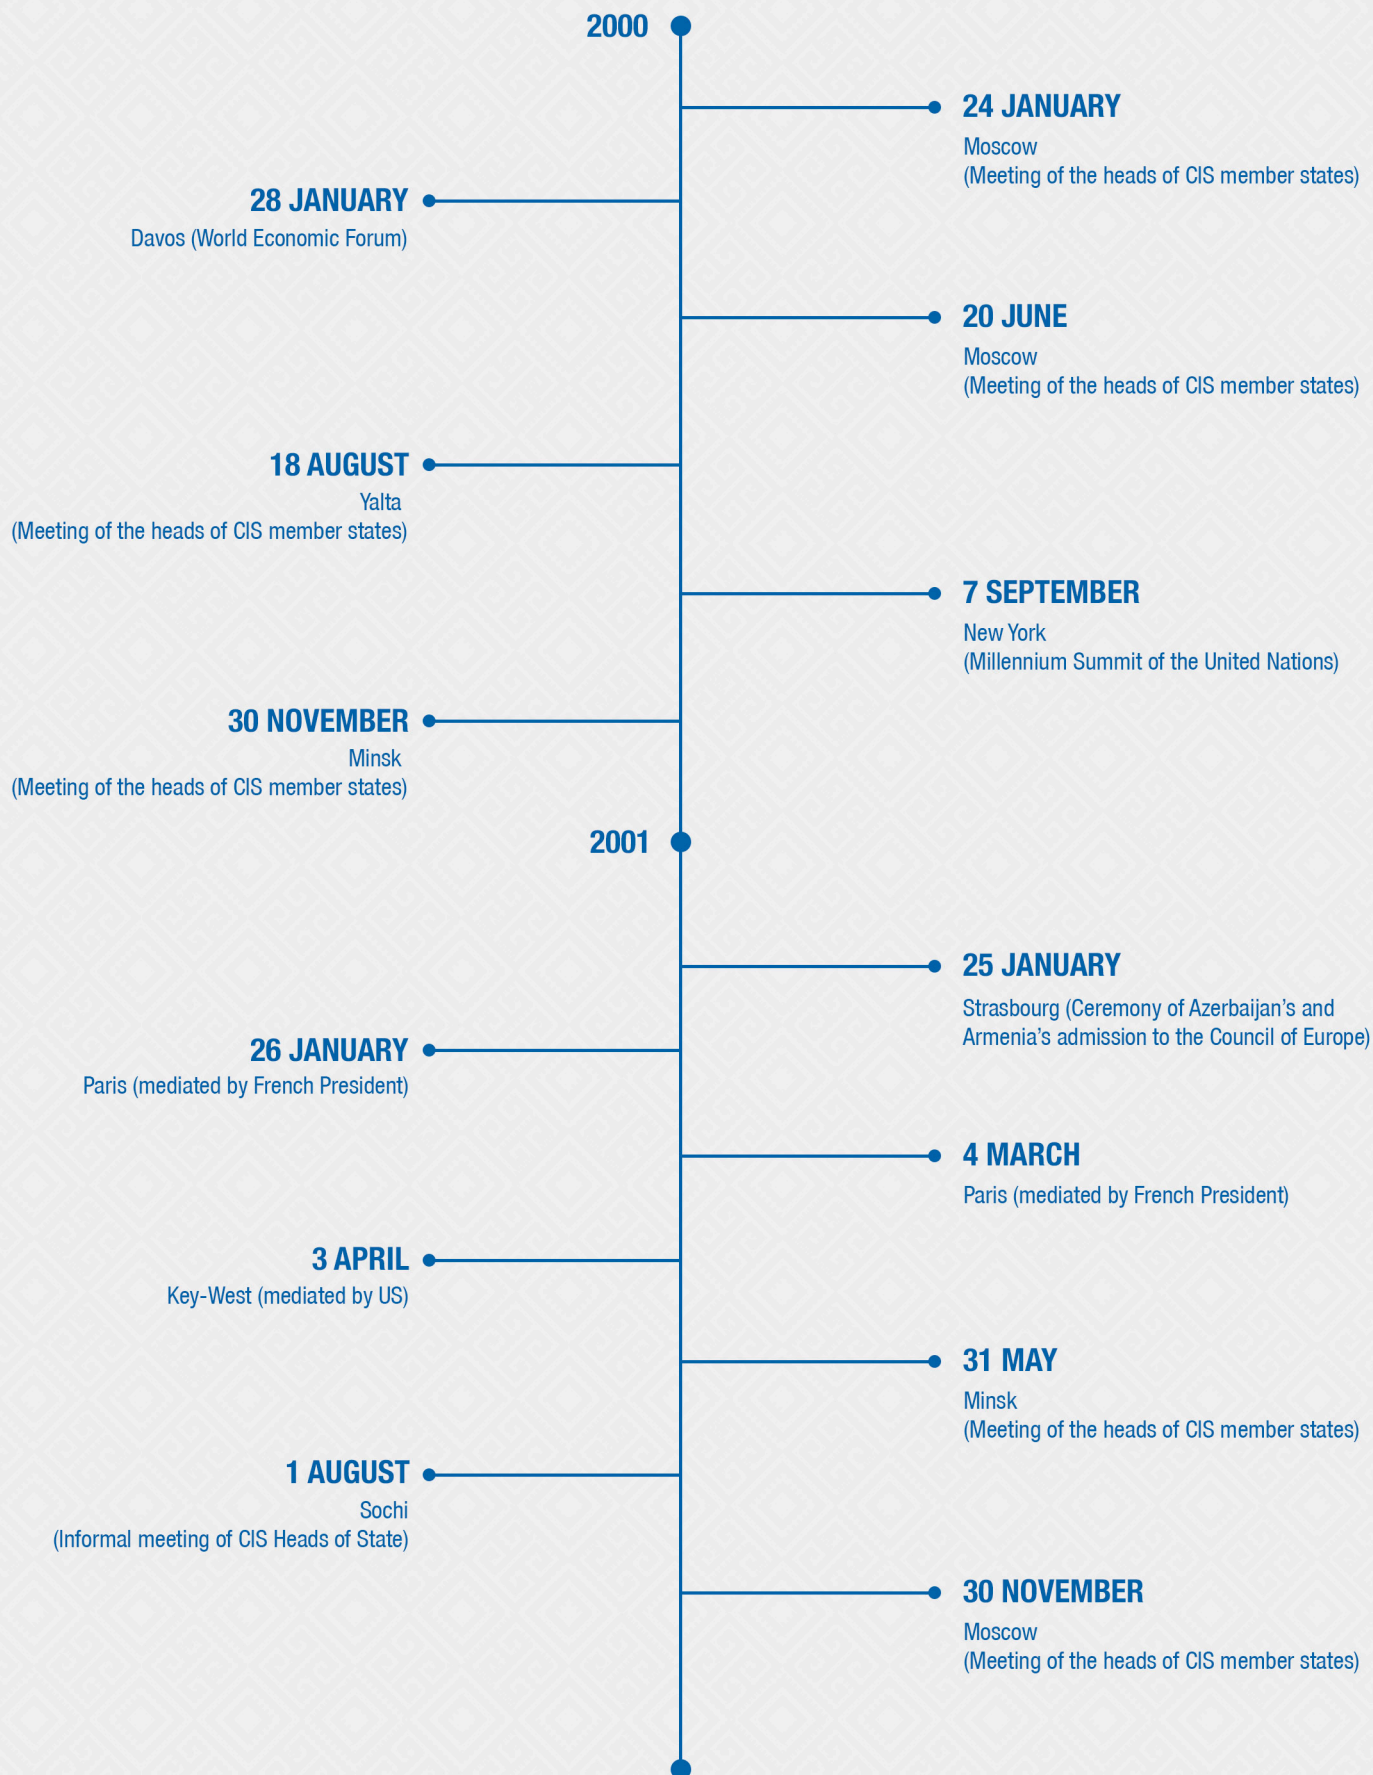 2000
24 JANUARY
Moscow
(Meeting of the heads of CIS member states)
28 JANUARY
Davos (World Economic Forum)
20 JUNE
Moscow
(Meeting of the heads of CIS member states)
18 AUGUST
Yalta
(Meeting of the heads of CIS member states)
7 SEPTEMBER
New York
(Millennium Summit of the United Nations)
30 NOVEMBER
Minsk
(Meeting of the heads of CIS member states)
2001
25 JANUARY
Strasbourg (Ceremony of Azerbaijan’s and
Armenia’s admission to the Council of Europe)
26 JANUARY
Paris (mediated by French President)
4 MARCH
Paris (mediated by French President)
3 APRIL
Key-West (mediated by US)
31 MAY
Minsk
(Meeting of the heads of CIS member states)
1 AUGUST
Sochi
(Informal meeting of CIS Heads of State)
30 NOVEMBER
Moscow
(Meeting of the heads of CIS member states)